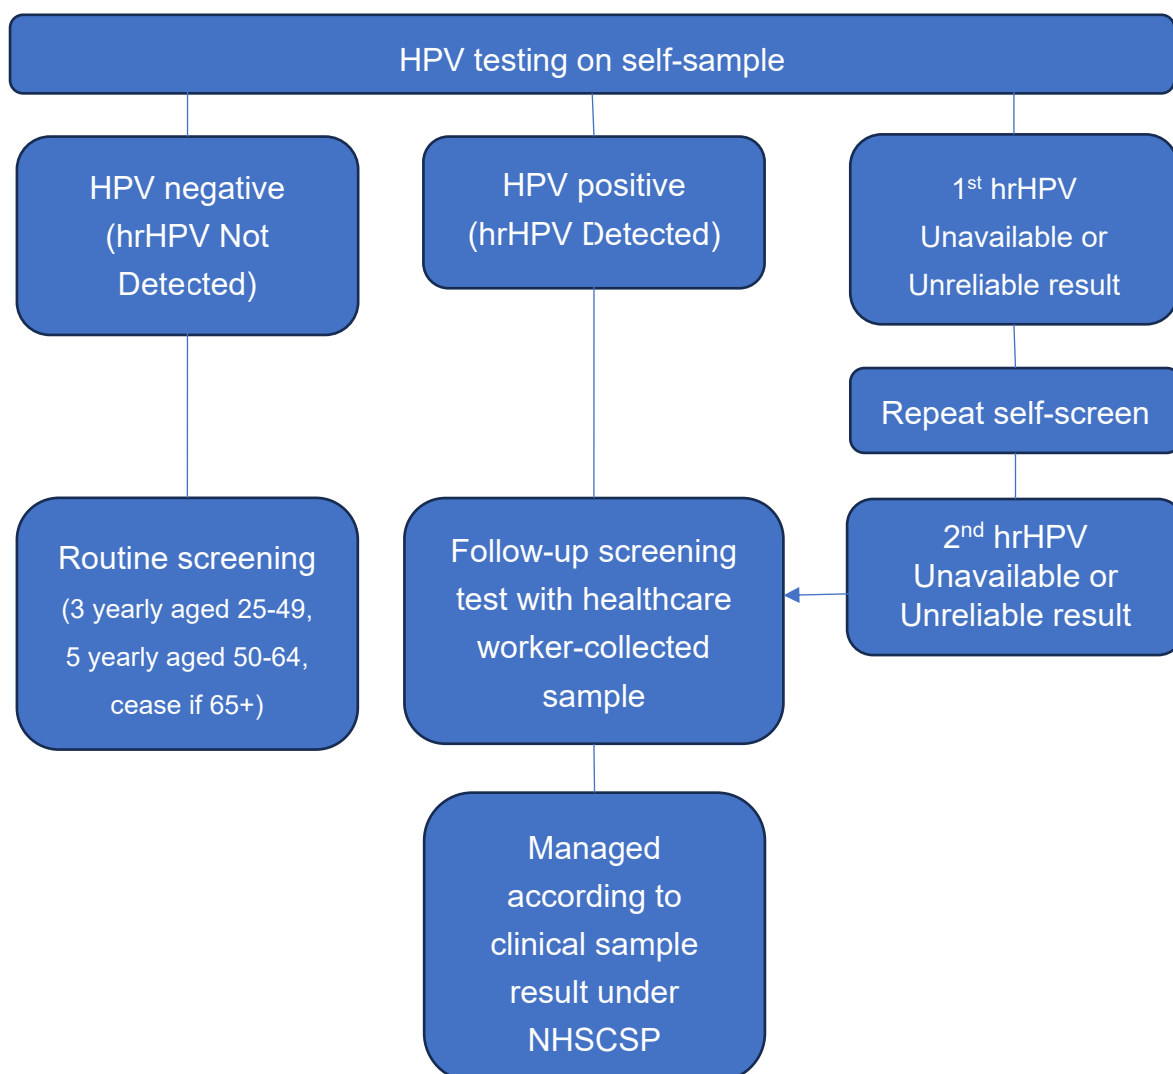 HPV testing on self-sample
HPV negative
(hrHPV Not
Detected)
HPV positive
(hrHPV Detected)
1st hrHPV
Unavailable or
Unreliable result
Repeat self-screen
Routine screening
(3 yearly aged 25-49,
5 yearly aged 50-64,
cease if 65+)
Follow-up screening
test with healthcare
worker-collected
sample
2nd hrHPV
Unavailable or
Unreliable result
Managed
according to
clinical sample
result under
NHSCSP